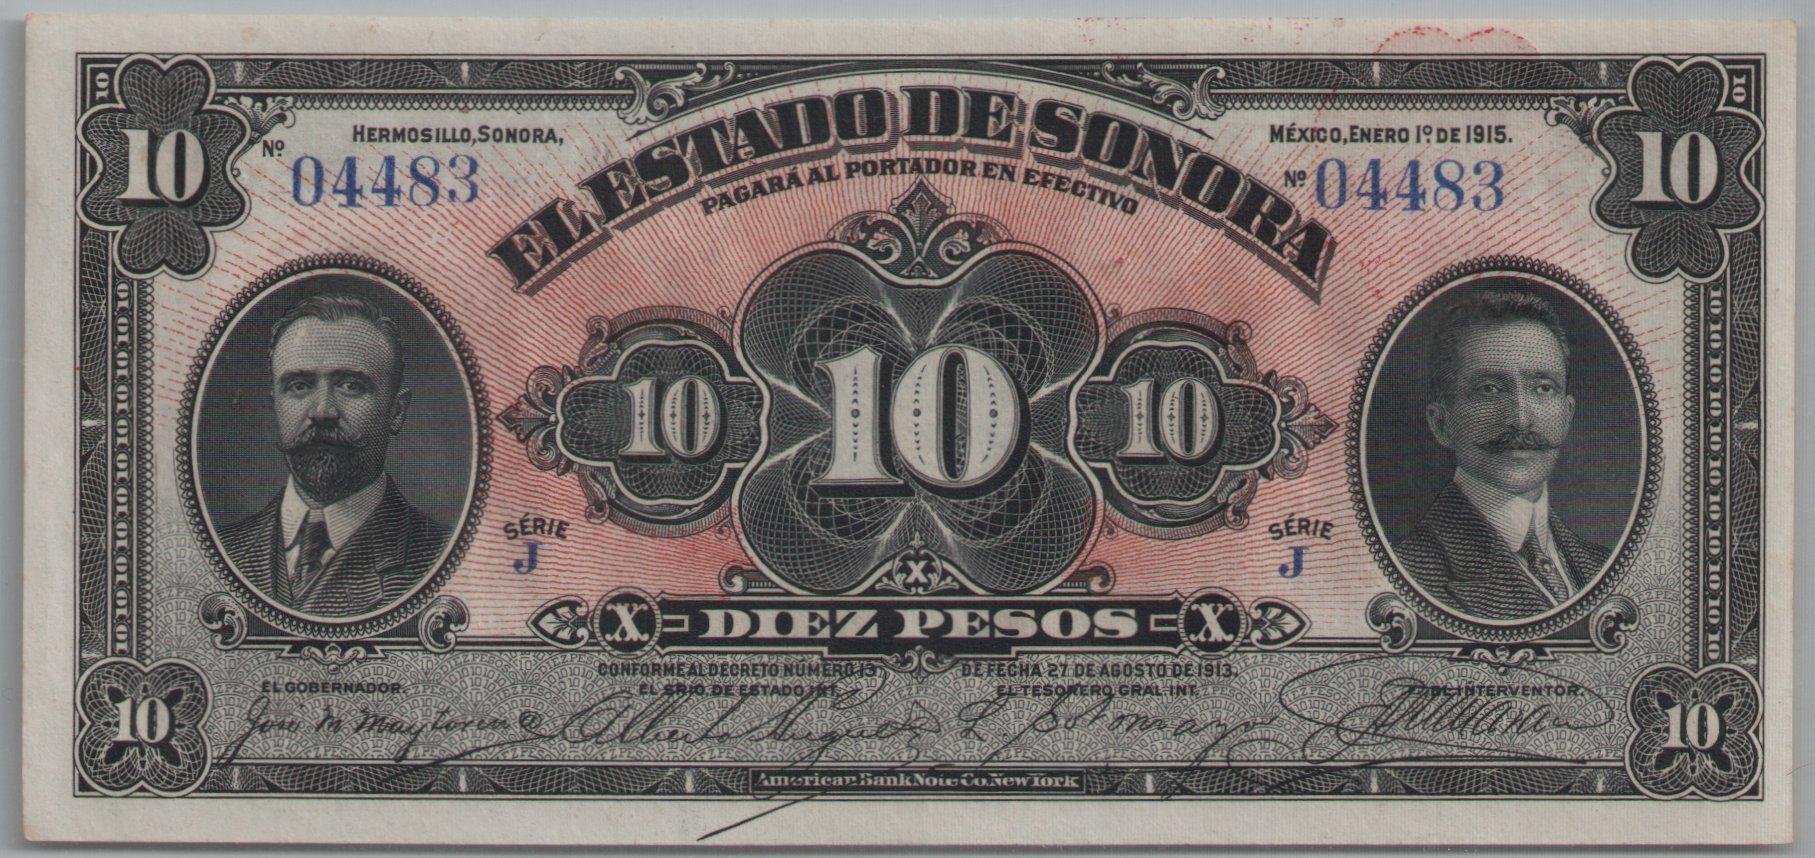 EL ESTADO DE SONORA
PAGARÁ AL PORTADOR EN EFECTIVO
HERMOSILLO, SONORA,
MÉXICO, ENERO 1º DE 1915.
Nº 04483
Nº 04483
10
10
10
10
10
SÉRIE
J
SÉRIE
J
X
X DIEZ PESOS X
CONFORME AL DECRETO NUMERO 13
DE FECHA 27 DE AGOSTO DE 1913.
EL GOBERNADOR.
EL SRIO. DE ESTADO INT.
EL TESORERO GRAL. INT.
EL INTERVENTOR.
José M Maytorena
10
10
American Bank Note Co. New York